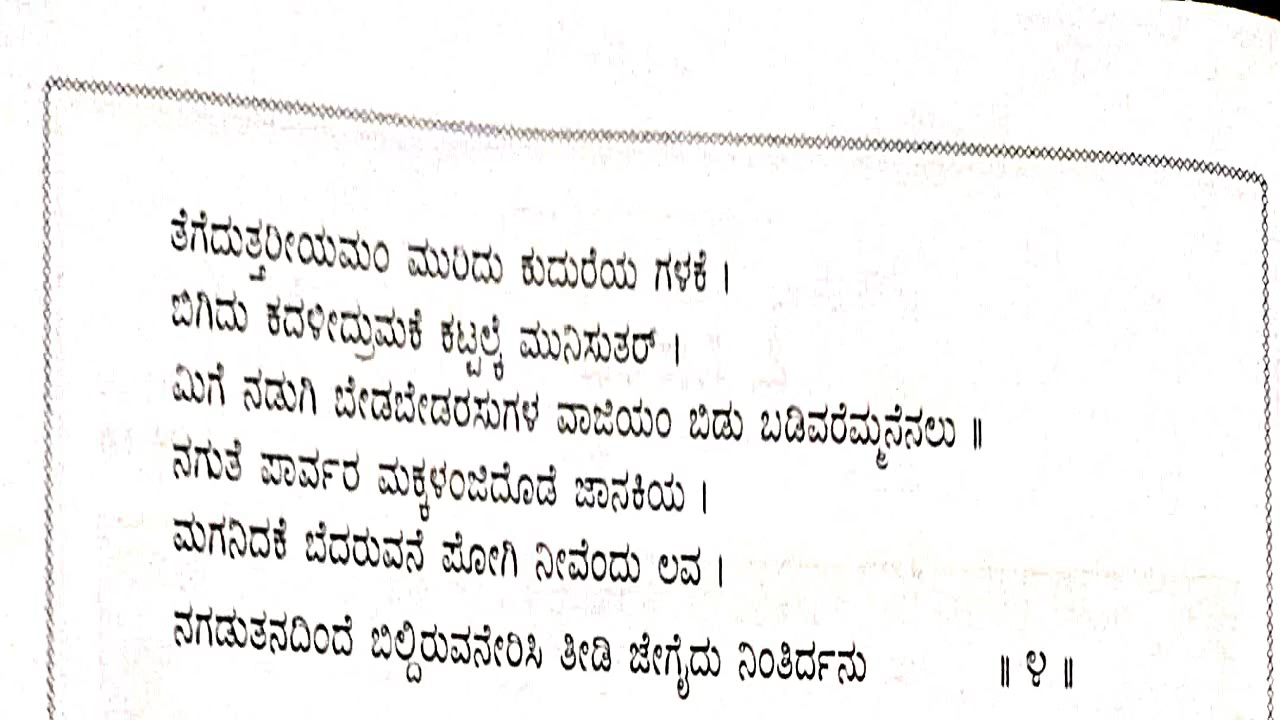 ತೆಗೆದುತ್ತರೀಯಮಂ ಮುರಿದು ಕುದುರೆಯ ಗಳಕೆ ।
ಬಿಗಿದು ಕದಳೀದ್ರುಮಕೆ ಕಟ್ಟಲ್ಕೆ ಮುನಿಸುತರ್ ।
ಮಿಗೆ ನಡುಗಿ ಬೇಡಬೇಡರಸುಗಳ ವಾಜಿಯಂ ಬಿಡು ಬಡಿವರೆಮ್ಮನೆನಲು ॥
ನಗುತೆ ಪಾರ್ವರ ಮಕ್ಕಳಂಜಿದೊಡೆ ಜಾನಕಿಯ ।
ಮಗನಿದಕೆ ಬೆದರುವನೆ ಪೋಗಿ ನೀವೆಂದು ಲವ ।
ನಗಡುತನದಿಂದೆ ಬಿಲ್ದಿರುವನೇರಿಸಿ ತೀಡಿ ಜೇಗೈದು ನಿಂತಿರ್ದನು ॥ ೪ ॥